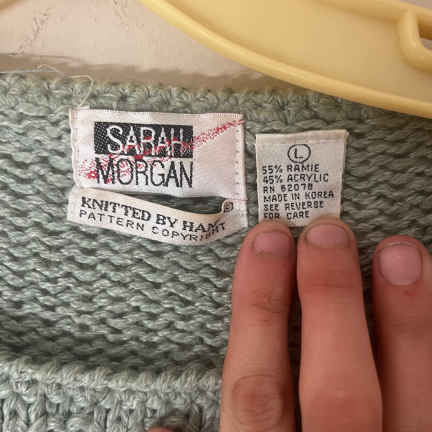 SARAH
MORGAN
KNITTED BY HAND
PATTERN COPYRIGHT
L
55% RAMIE
45% ACRYLIC
RN 62078
MADE IN KOREA
SEE REVERSE
FOR CARE